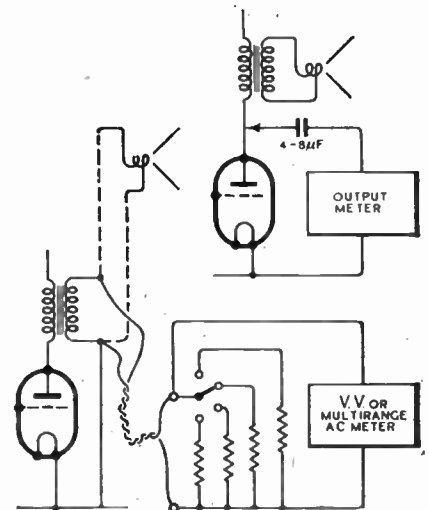 4-8µF
OUTPUT
METER
V.V. OR
MULTIRANGE
AC METER